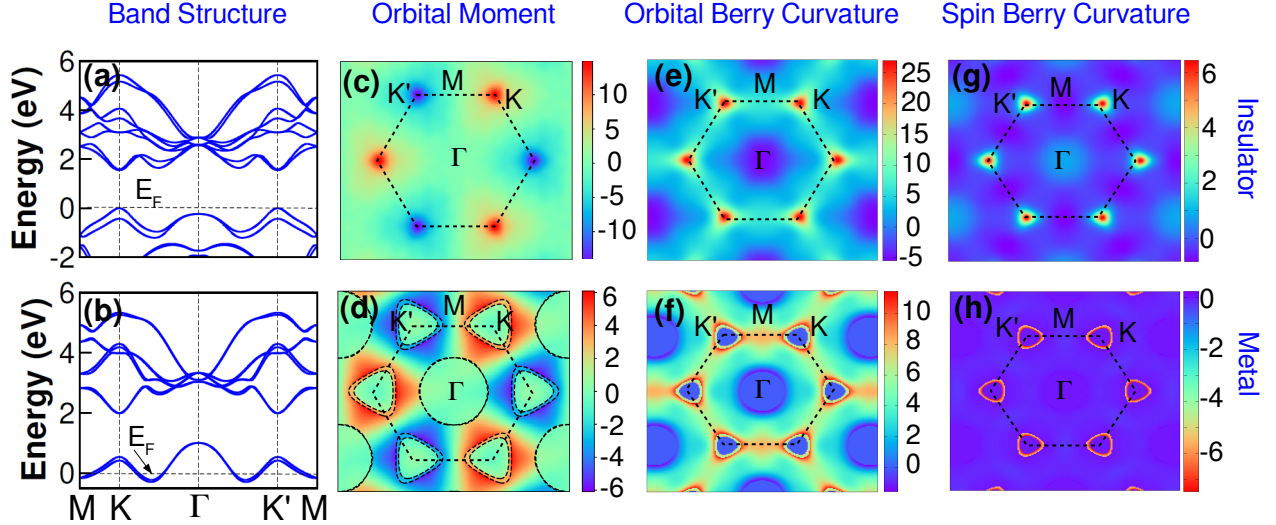 Band Structure
Orbital Moment
Orbital Berry Curvature
Spin Berry Curvature
(a)
Energy (eV)
6
4
2
0
-2
E_F
(c)
K'
M
K
Γ
10
5
0
-5
-10
(e)
K'
M
K
Γ
25
20
15
10
5
0
-5
(g)
K'
M
K
Γ
6
4
2
0
Insulator
(b)
Energy (eV)
6
4
2
0
E_F
M K Γ K' M
(d)
K'
M
K
Γ
6
4
2
0
-2
-4
-6
(f)
K'
M
K
Γ
10
8
6
4
2
0
(h)
K'
M
K
Γ
0
-2
-4
-6
Metal